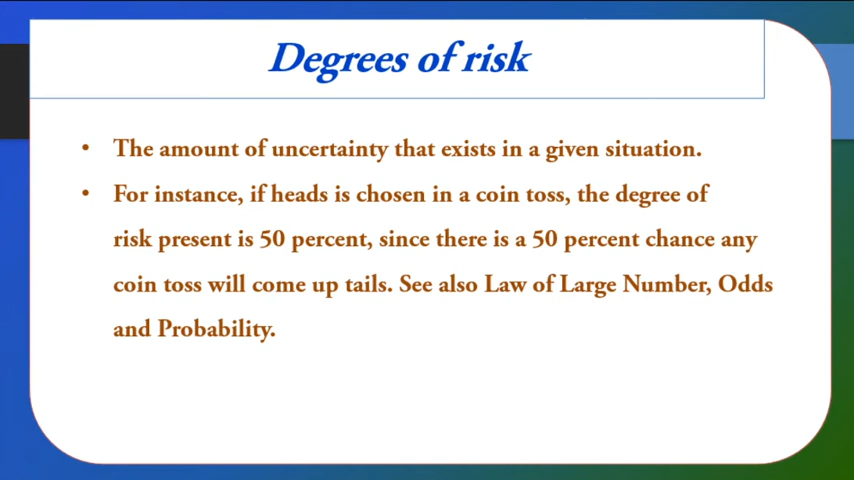 Degrees of risk
• The amount of uncertainty that exists in a given situation.
• For instance, if heads is chosen in a coin toss, the degree of
risk present is 50 percent, since there is a 50 percent chance any
coin toss will come up tails. See also Law of Large Number, Odds
and Probability.